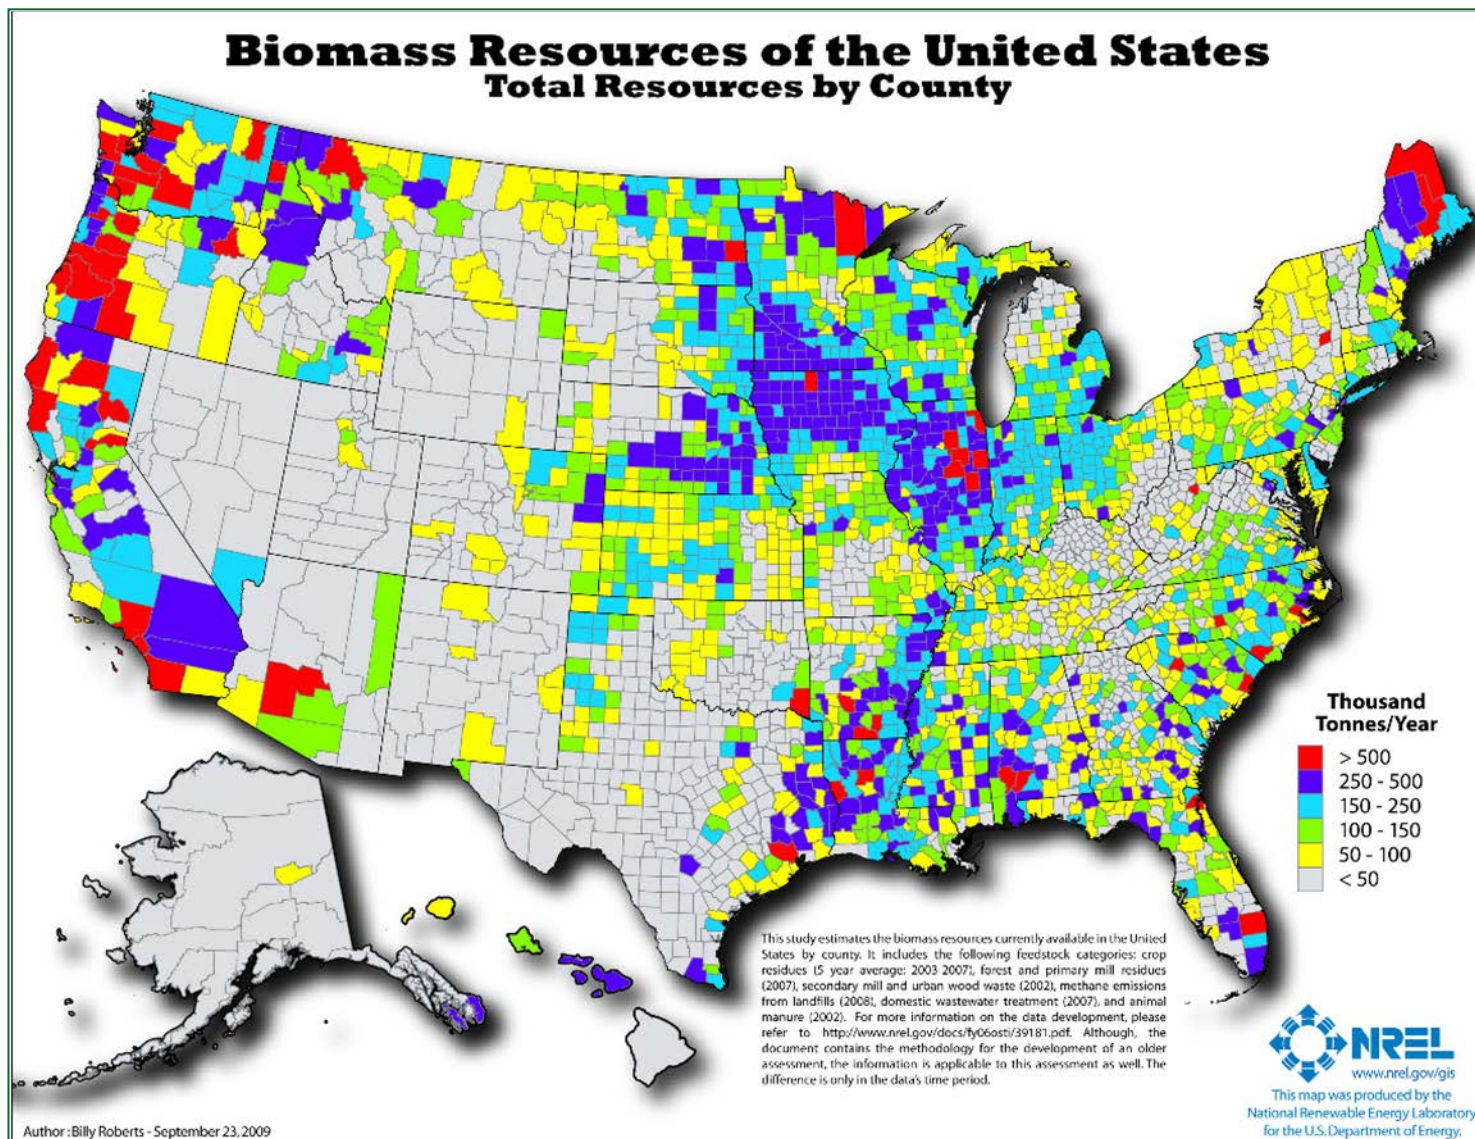 Biomass Resources of the United States
Total Resources by County
Thousand
Tonnes/Year
> 500
250 - 500
150 - 250
100 - 150
50 - 100
< 50
This study estimates the biomass resources currently available in the United
States by county. It includes the following feedstock categories: crop
residues (5 year average: 2003-2007), forest and primary mill residues
(2007), secondary mill and urban wood waste (2002), methane emissions
from landfills (2008), domestic wastewater treatment (2007), and animal
manure (2002). For more information on the data development, please
refer to http://www.nrel.gov/docs/fy06osti/39181.pdf. Although, the
document contains the methodology for the development of an older
assessment, the information is applicable to this assessment as well. The
difference is only in the data's time period.
NREL
www.nrel.gov/gis
This map was produced by the
National Renewable Energy Laboratory
for the U.S. Department of Energy.
Author : Billy Roberts - September 23, 2009